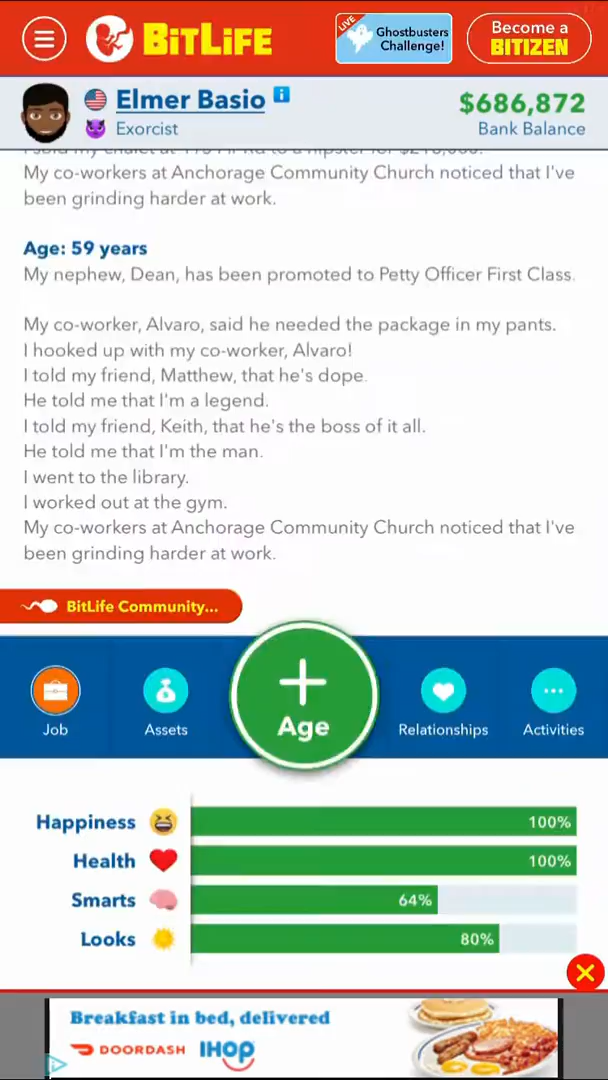 LIVE
Ghostbusters
Challenge!
Become a
BITIZEN
BITLIFE
Elmer Basio
$686,872
Exorcist
Bank Balance
My co-workers at Anchorage Community Church noticed that I've
been grinding harder at work.
Age: 59 years
My nephew, Dean, has been promoted to Petty Officer First Class.
My co-worker, Alvaro, said he needed the package in my pants.
I hooked up with my co-worker, Alvaro!
I told my friend, Matthew, that he's dope.
He told me that I'm a legend.
I told my friend, Keith, that he's the boss of it all.
He told me that I'm the man.
I went to the library.
I worked out at the gym.
My co-workers at Anchorage Community Church noticed that I've
been grinding harder at work.
BitLife Community...
Job
Assets
Age
Relationships
Activities
Happiness 100%
Health 100%
Smarts 64%
Looks 80%
Breakfast in bed, delivered
DOORDASH IHOP